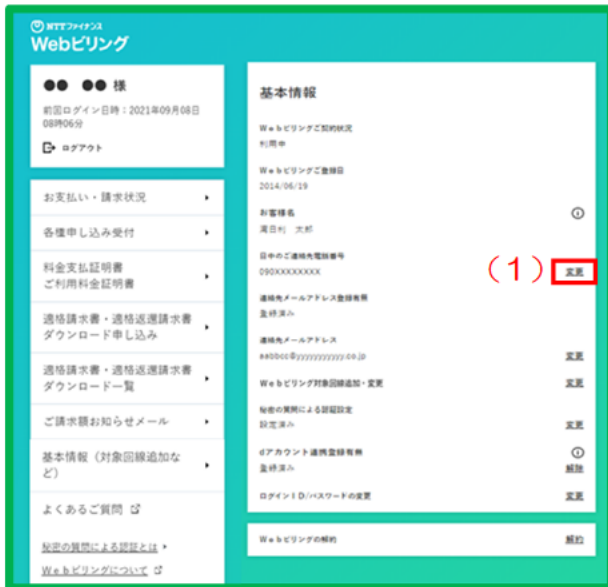 NTTファイナンス
Webビリング
●● ●● 様
前回ログイン日時：2021年09月08日
08時06分
ログアウト
お支払い・請求状況
各種申し込み受付
料金支払証明書
ご利用料金証明書
適格請求書・適格返還請求書
ダウンロード申し込み
適格請求書・適格返還請求書
ダウンロード一覧
ご請求額お知らせメール
基本情報（対象回線追加な
ど）
よくあるご質問
秘密の質問による認証とは
Webビリングについて
基本情報
Webビリングご契約状況
利用中
Webビリングご登録日
2014/06/19
お客様名
太郎
日中のご連絡先電話番号
090XXXXXXXX
（1）
変更
連絡先メールアドレス登録有無
登録済み
連絡先メールアドレス
aabbcc@yyyyyyyyyyy.co.jp
変更
Webビリング対象回線追加・変更
変更
秘密の質問による認証設定
設定済み
変更
dアカウント連携登録有無
登録済み
解除
ログインID/パスワードの変更
変更
Webビリングの解約
解約